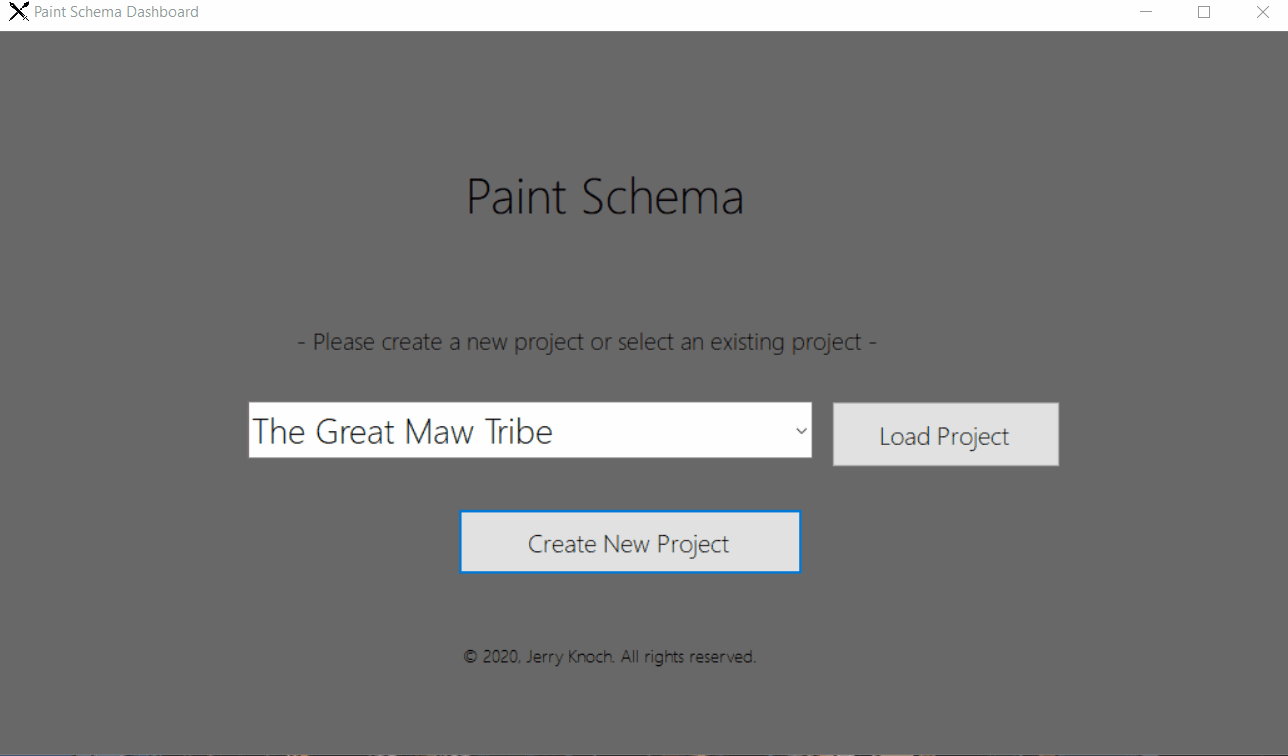 Paint Schema Dashboard
Paint Schema
- Please create a new project or select an existing project -
The Great Maw Tribe
Load Project
Create New Project
© 2020, Jerry Knoch. All rights reserved.